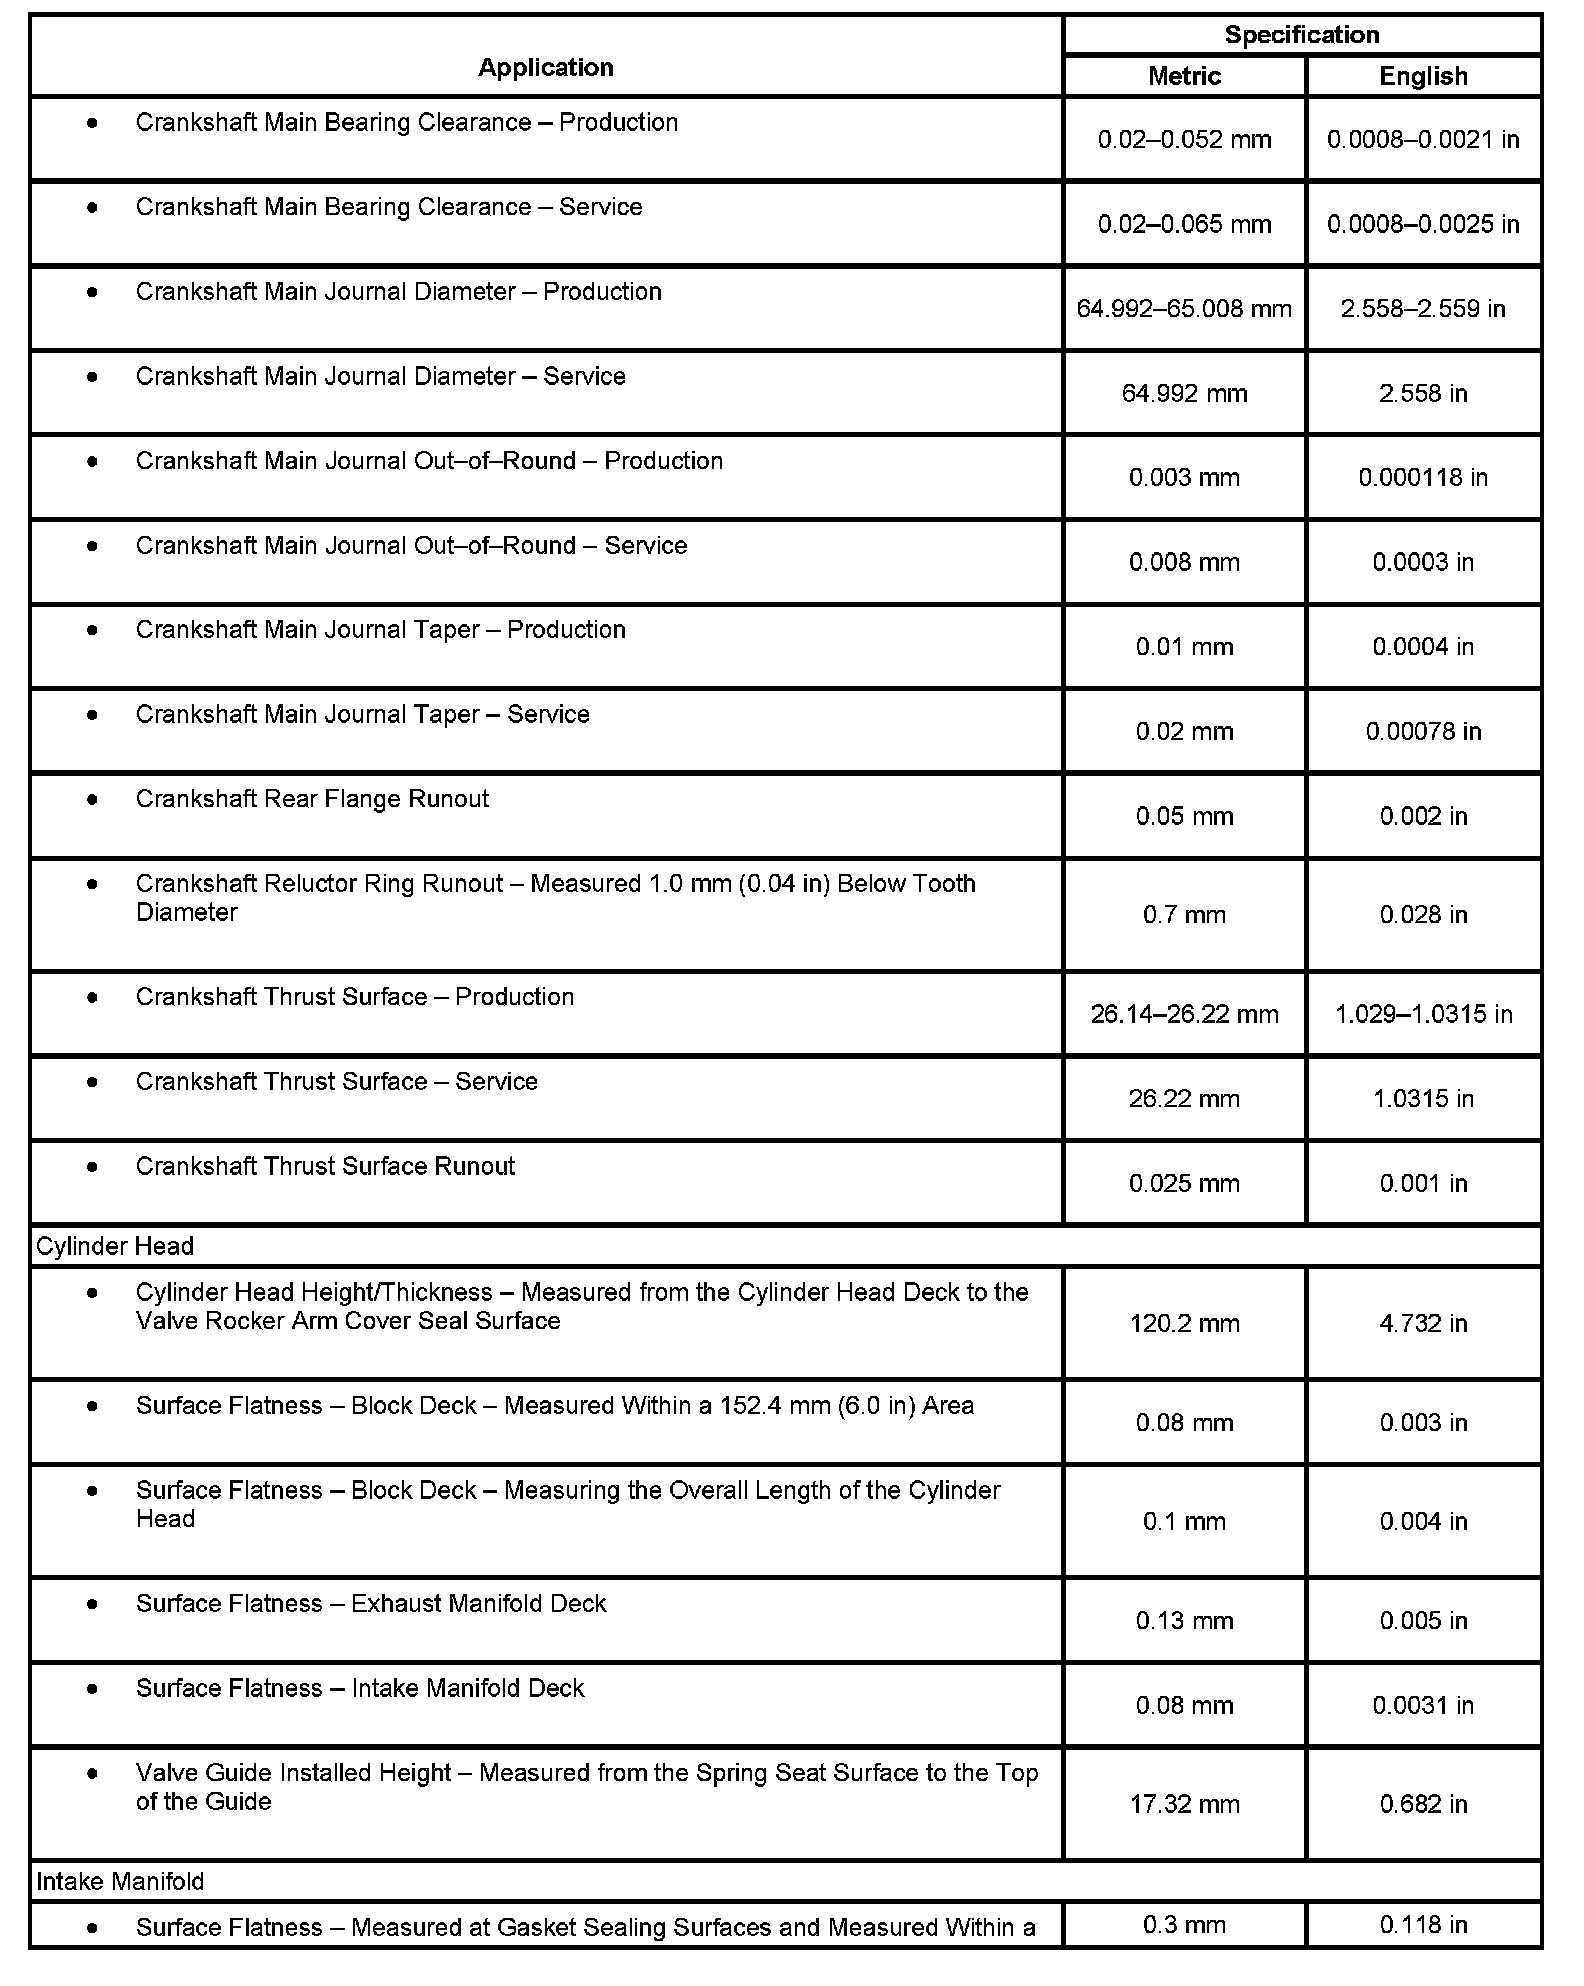 Application
Specification
Metric
English
• Crankshaft Main Bearing Clearance – Production
0.02–0.052 mm
0.0008–0.0021 in
• Crankshaft Main Bearing Clearance – Service
0.02–0.065 mm
0.0008–0.0025 in
• Crankshaft Main Journal Diameter – Production
64.992–65.008 mm
2.558–2.559 in
• Crankshaft Main Journal Diameter – Service
64.992 mm
2.558 in
• Crankshaft Main Journal Out–of–Round – Production
0.003 mm
0.000118 in
• Crankshaft Main Journal Out–of–Round – Service
0.008 mm
0.0003 in
• Crankshaft Main Journal Taper – Production
0.01 mm
0.0004 in
• Crankshaft Main Journal Taper – Service
0.02 mm
0.00078 in
• Crankshaft Rear Flange Runout
0.05 mm
0.002 in
• Crankshaft Reluctor Ring Runout – Measured 1.0 mm (0.04 in) Below Tooth
Diameter
0.7 mm
0.028 in
• Crankshaft Thrust Surface – Production
26.14–26.22 mm
1.029–1.0315 in
• Crankshaft Thrust Surface – Service
26.22 mm
1.0315 in
• Crankshaft Thrust Surface Runout
0.025 mm
0.001 in
Cylinder Head
• Cylinder Head Height/Thickness – Measured from the Cylinder Head Deck to the
Valve Rocker Arm Cover Seal Surface
120.2 mm
4.732 in
• Surface Flatness – Block Deck – Measured Within a 152.4 mm (6.0 in) Area
0.08 mm
0.003 in
• Surface Flatness – Block Deck – Measuring the Overall Length of the Cylinder
Head
0.1 mm
0.004 in
• Surface Flatness – Exhaust Manifold Deck
0.13 mm
0.005 in
• Surface Flatness – Intake Manifold Deck
0.08 mm
0.0031 in
• Valve Guide Installed Height – Measured from the Spring Seat Surface to the Top
of the Guide
17.32 mm
0.682 in
Intake Manifold
• Surface Flatness – Measured at Gasket Sealing Surfaces and Measured Within a
0.3 mm
0.118 in